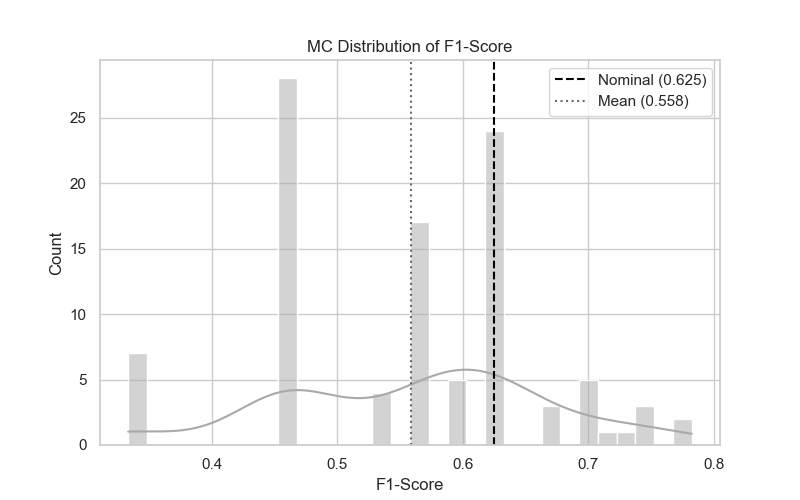 MC Distribution of F1-Score
Nominal (0.625)
Mean (0.558)
Count
25
20
15
10
5
0
0.4 0.5 0.6 0.7 0.8
F1-Score